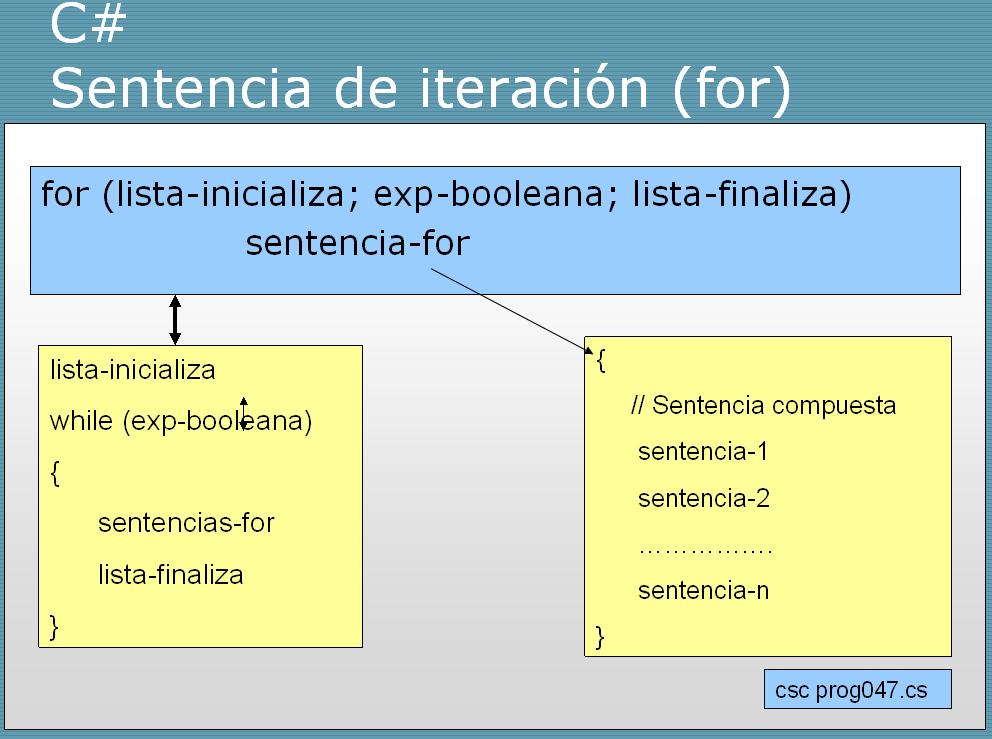 C#
Sentencia de iteración (for)
for (lista-inicializa; exp-booleana; lista-finaliza)
sentencia-for
lista-inicializa
while (exp-booleana)
{
sentencias-for
lista-finaliza
}
{
// Sentencia compuesta
sentencia-1
sentencia-2
…………….
sentencia-n
}
csc prog047.cs